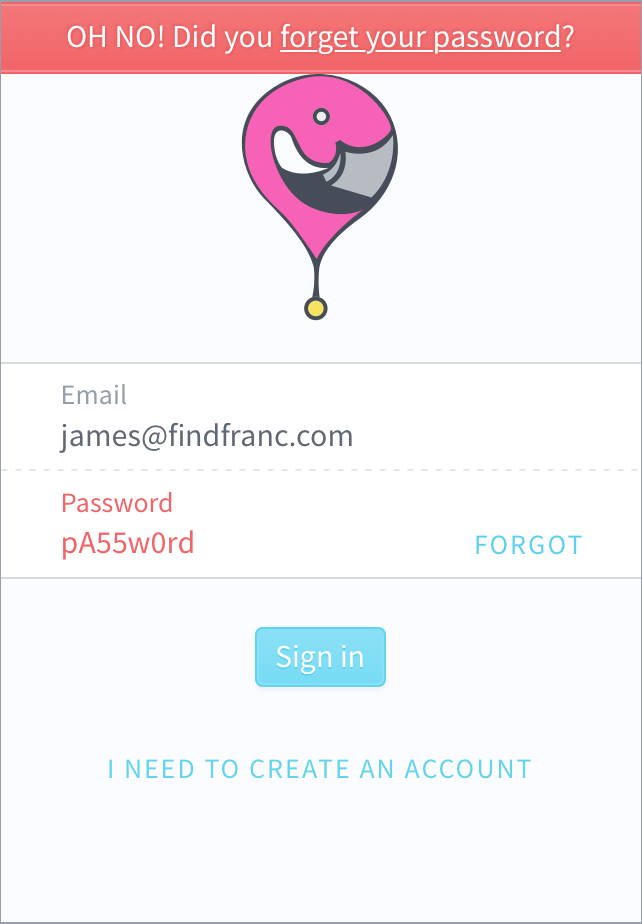 OH NO! Did you forget your password?
Email
james@findfranc.com
Password
pA55w0rd
FORGOT
Sign in
I NEED TO CREATE AN ACCOUNT